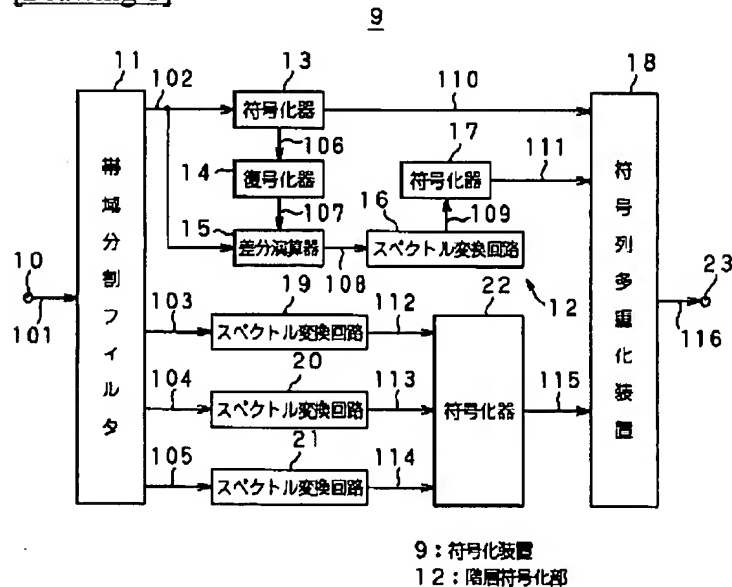 9
11
102
13
110
18
符号化器
106
17
111
14
復号化器
符号化器
107
16
109
15
差分演算器
108
スペクトル変換回路
10
101
帯域分割フィルタ
12
符号列多重化装置
23
116
103
19
スペクトル変換回路
112
22
104
20
スペクトル変換回路
113
符号化器
115
105
21
スペクトル変換回路
114
9:符号化装置
12:階層符号化部